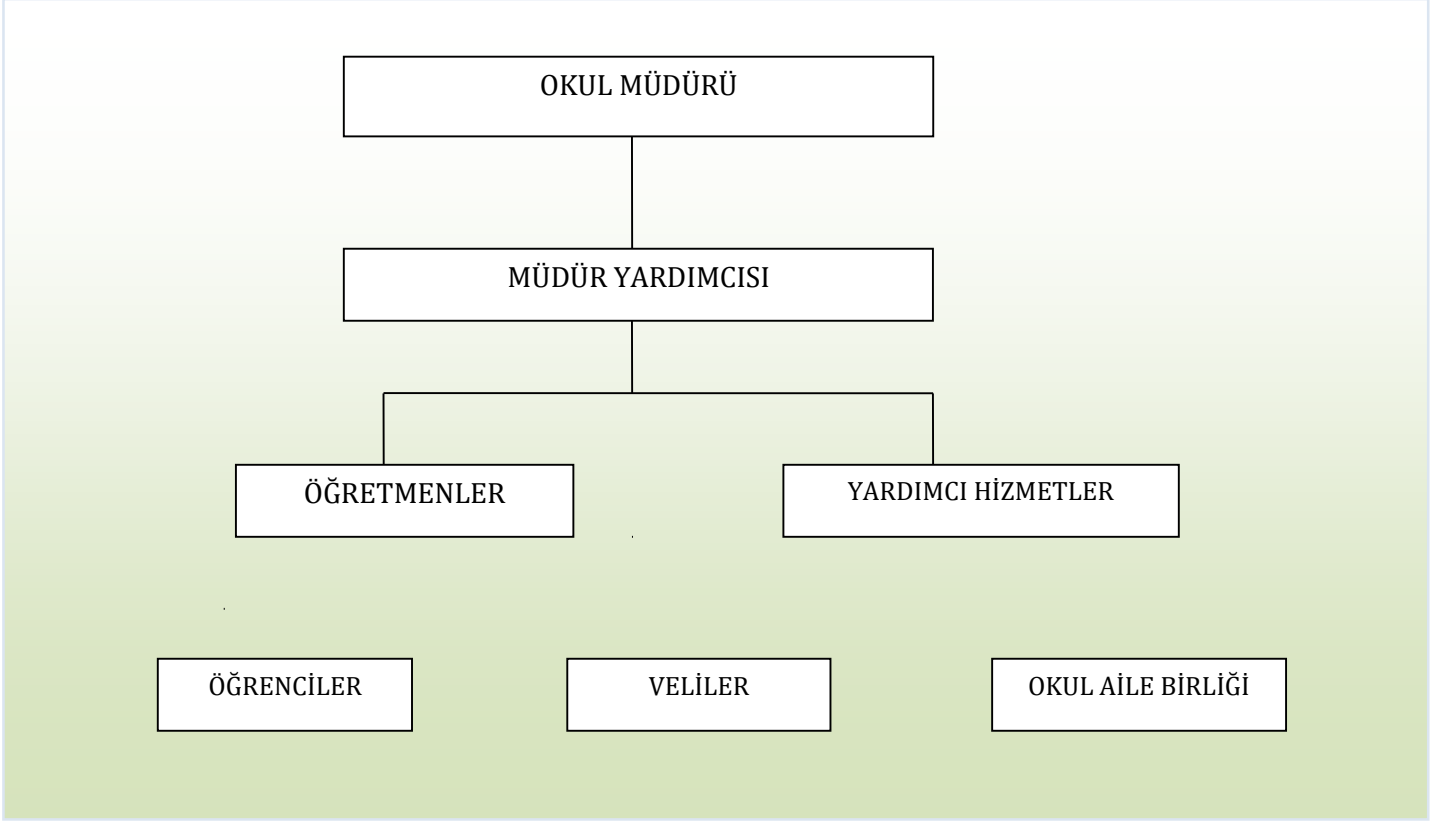 OKUL MÜDÜRÜ
MÜDÜR YARDIMCISI
ÖĞRETMENLER
YARDIMCI HİZMETLER
ÖĞRENCİLER
VELİLER
OKUL AİLE BİRLİĞİ